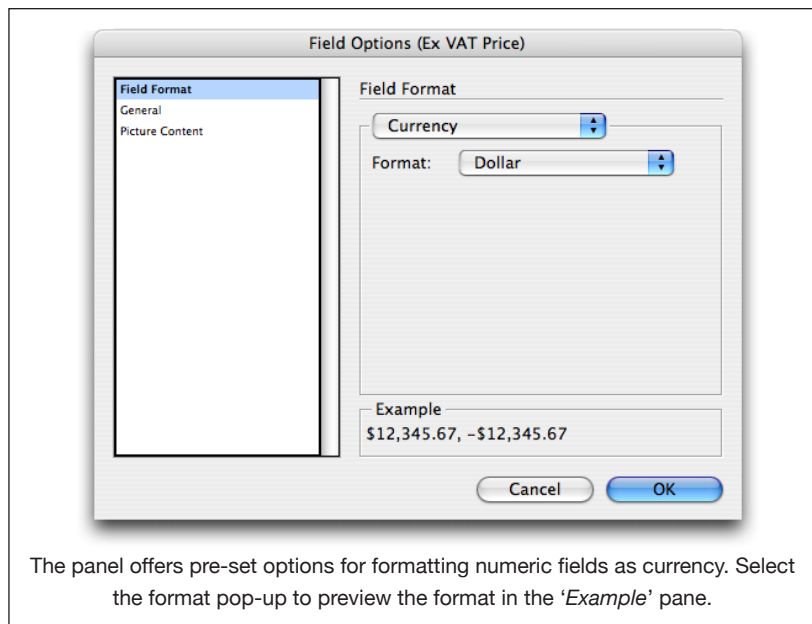 Field Options (Ex VAT Price)
Field Format
General
Picture Content
Field Format
Currency
Format: Dollar
Example
$12,345.67, -$12,345.67
Cancel OK
The panel offers pre-set options for formatting numeric fields as currency. Select
the format pop-up to preview the format in the ‘Example’ pane.